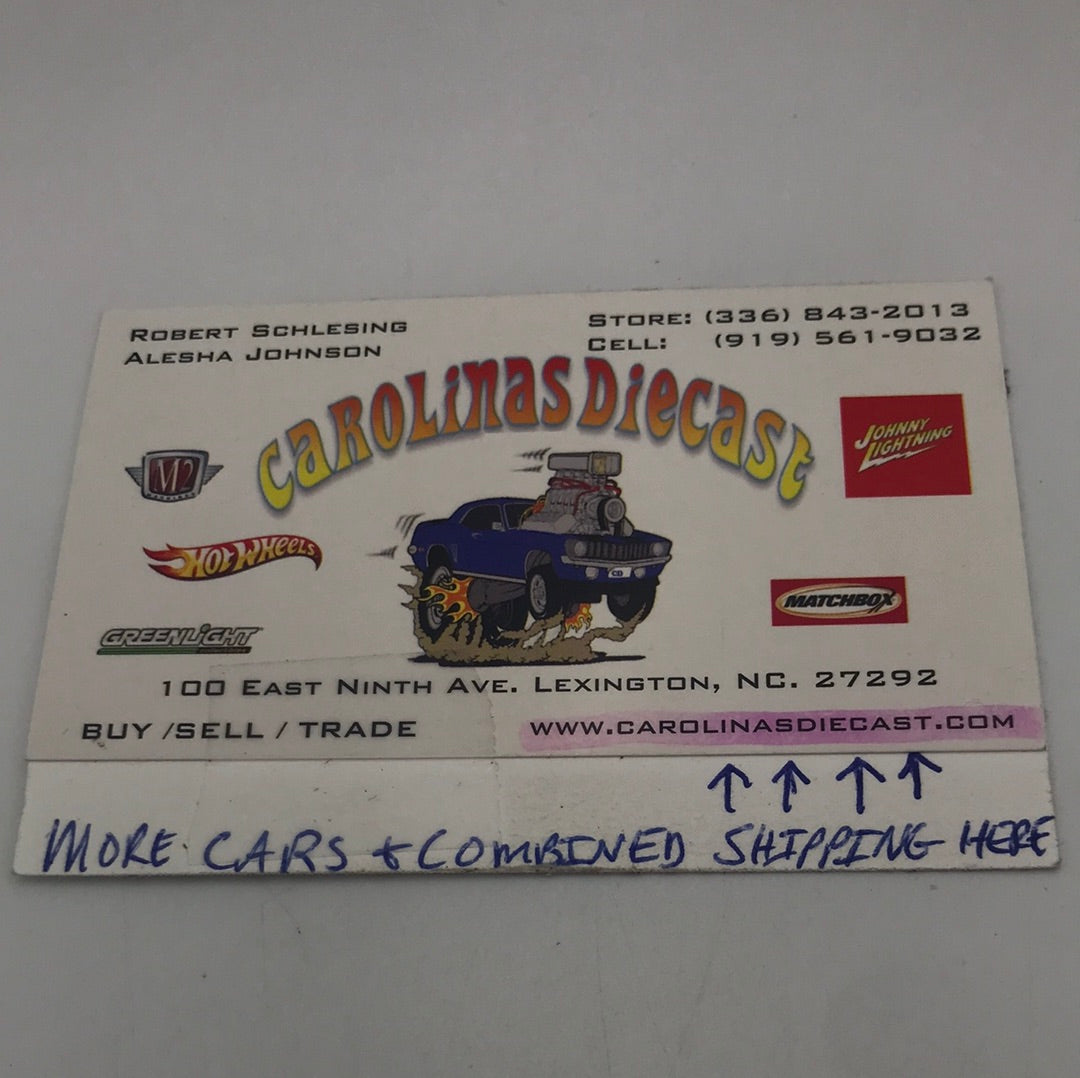 ROBERT SCHLESING
ALESHA JOHNSON
STORE: (336) 843-2013
CELL: (919) 561-9032
CAROLINAS DIECAST
JOHNNY
LIGHTNING
M2
HOT WHEELS
CD
MATCHBOX
GREENLIGHT
100 EAST NINTH AVE. LEXINGTON, NC. 27292
BUY /SELL / TRADE
WWW.CAROLINASDIECAST.COM
↑ ↑ ↑ ↑
MORE CARS + COMBINED SHIPPING HERE